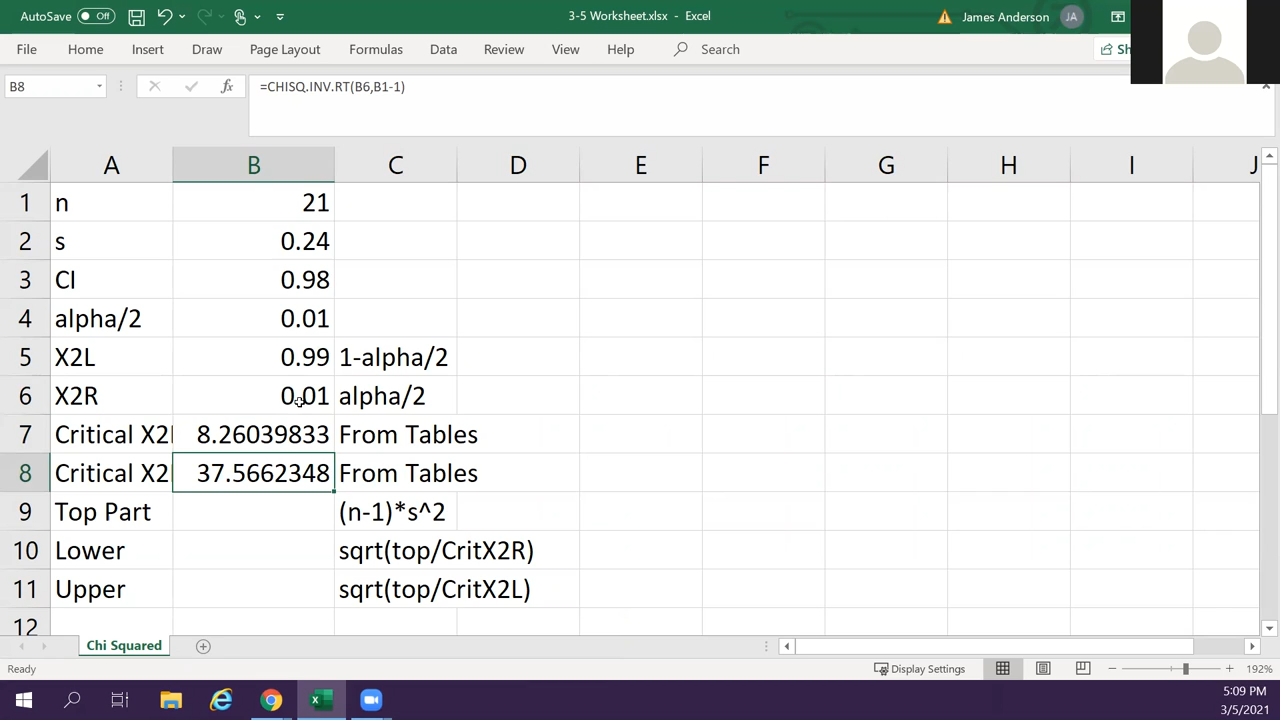 AutoSave Off 3-5 Worksheet.xlsx - Excel James Anderson JA
File Home Insert Draw Page Layout Formulas Data Review View Help Search Sh
B8 fx =CHISQ.INV.RT(B6,B1-1)
A B C D E F G H I J
1 n 21
2 s 0.24
3 CI 0.98
4 alpha/2 0.01
5 X2L 0.99 1-alpha/2
6 X2R 0.01 alpha/2
7 Critical X2 8.26039833 From Tables
8 Critical X2 37.5662348 From Tables
9 Top Part (n-1)*s^2
10 Lower sqrt(top/CritX2R)
11 Upper sqrt(top/CritX2L)
12
Chi Squared
Ready Display Settings 192%
5:09 PM
3/5/2021